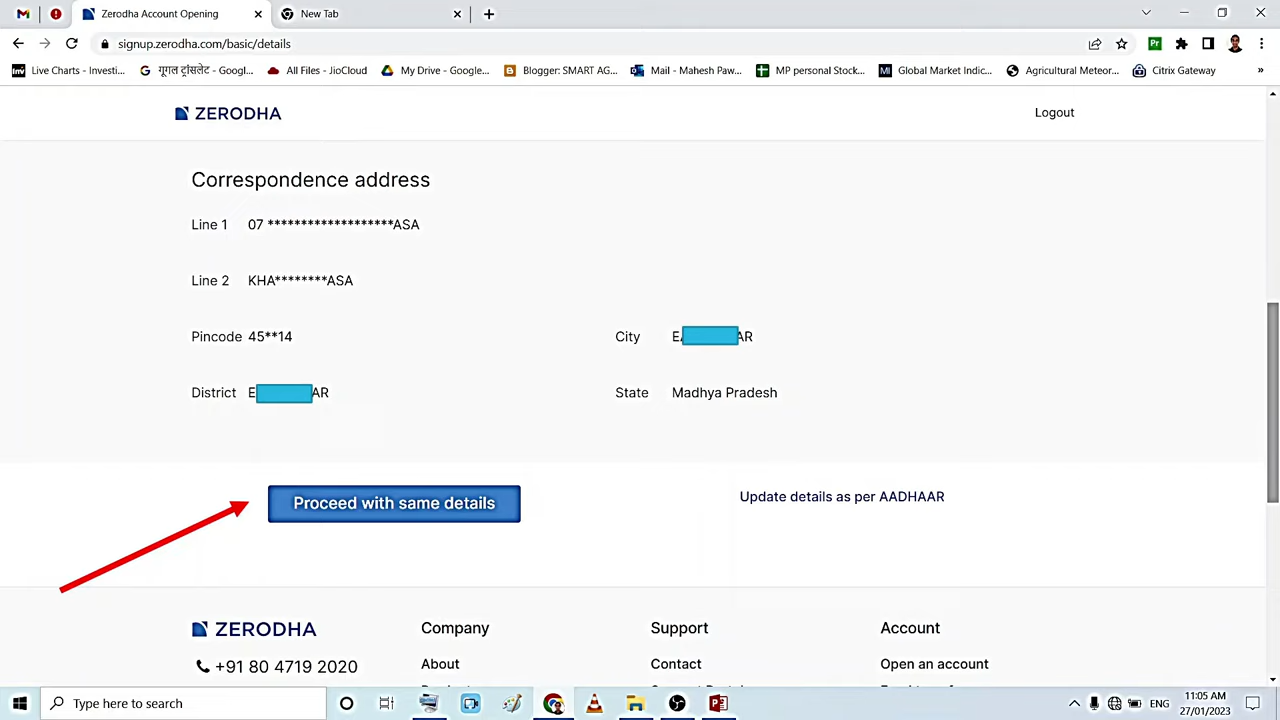 Zerodha Account Opening
New Tab
signup.zerodha.com/basic/details
Live Charts - Investi...
गूगल ट्रांसलेट - Googl...
All Files - JioCloud
My Drive - Google...
Blogger: SMART AG...
Mail - Mahesh Paw...
MP personal Stock...
Global Market Indic...
Agricultural Meteor...
Citrix Gateway
»
ZERODHA
Logout
Correspondence address
Line 1 07 *******************ASA
Line 2 KHA********ASA
Pincode 45**14
City E AR
District E AR
State Madhya Pradesh
Proceed with same details
Update details as per AADHAAR
ZERODHA
Company
Support
Account
+91 80 4719 2020
About
Contact
Open an account
Type here to search
ENG
11:05 AM
27/01/2023